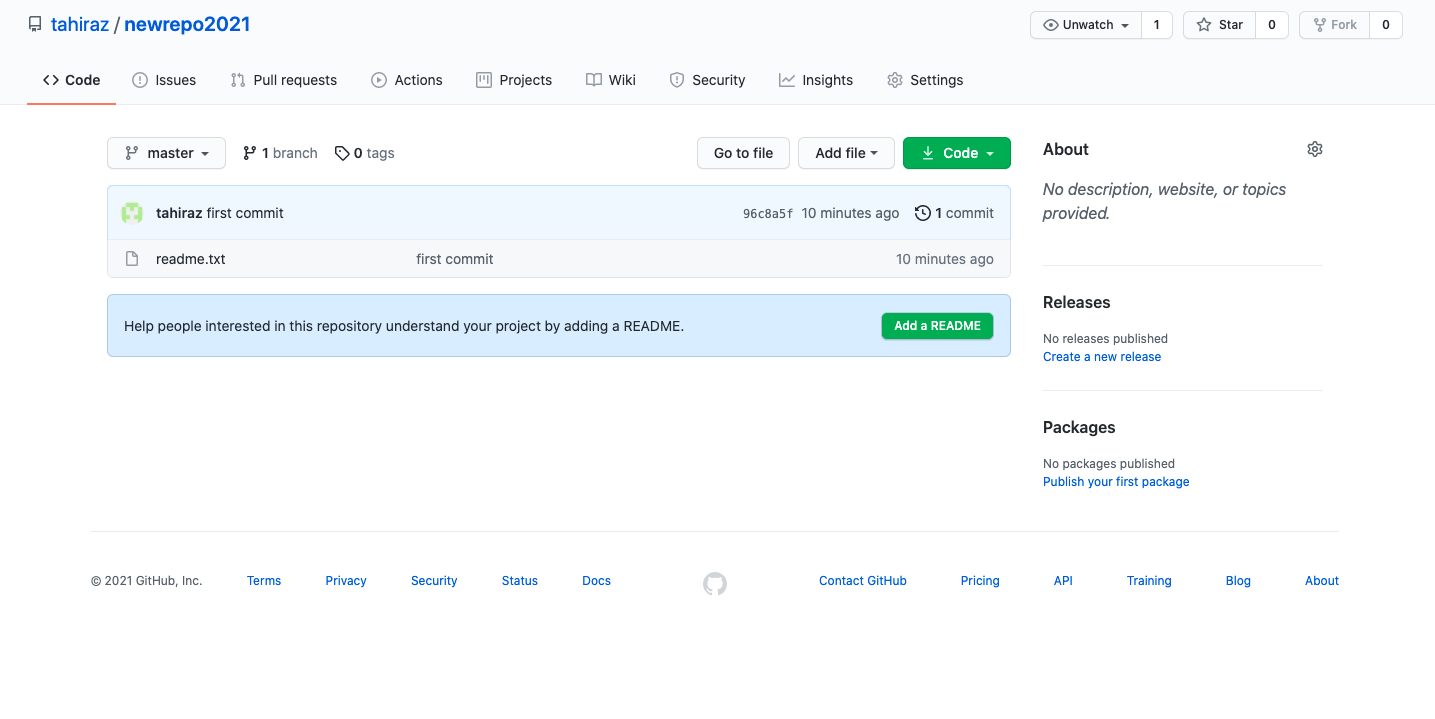 tahiraz / newrepo2021
Unwatch 1 Star 0 Fork 0
Code Issues Pull requests Actions Projects Wiki Security Insights Settings
master 1 branch 0 tags Go to file Add file Code
tahiraz first commit 96c8a5f 10 minutes ago 1 commit
readme.txt first commit 10 minutes ago
Help people interested in this repository understand your project by adding a README. Add a README
About
No description, website, or topics
provided.
Releases
No releases published
Create a new release
Packages
No packages published
Publish your first package
© 2021 GitHub, Inc. Terms Privacy Security Status Docs Contact GitHub Pricing API Training Blog About